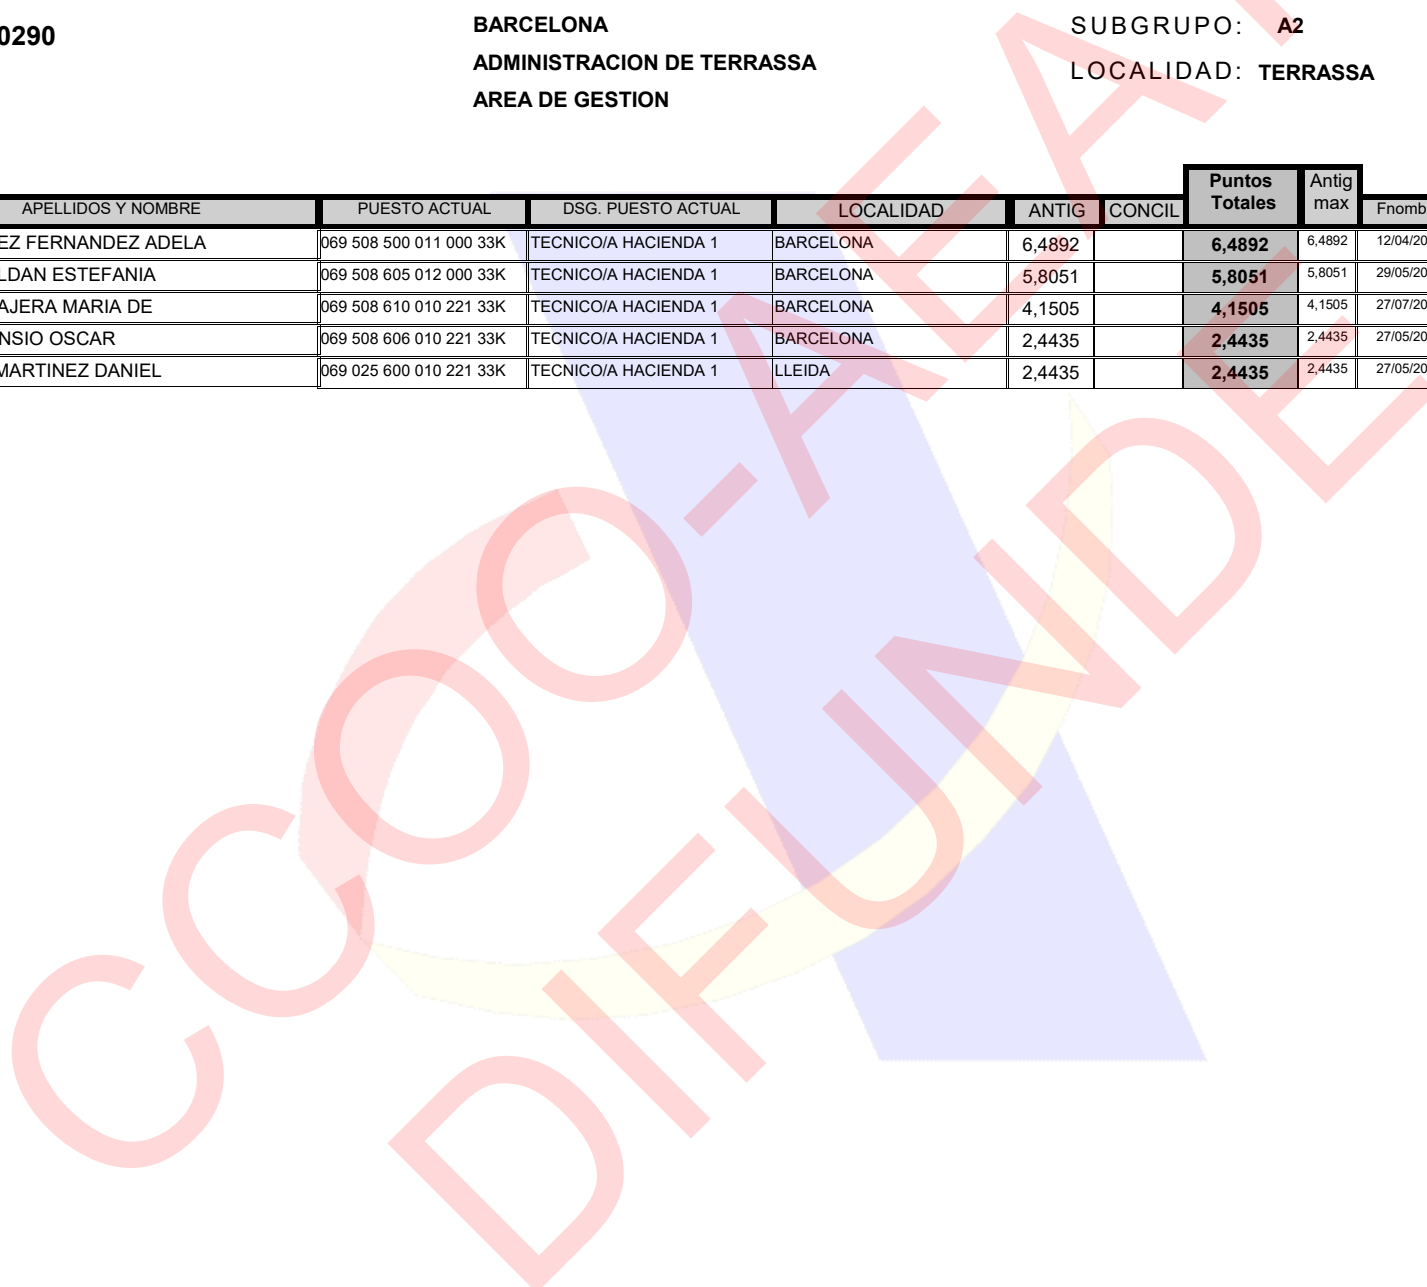 0290
BARCELONA
ADMINISTRACION DE TERRASSA
AREA DE GESTION
SUBGRUPO: A2
LOCALIDAD: TERRASSA
APELLIDOS Y NOMBRE PUESTO ACTUAL DSG. PUESTO ACTUAL LOCALIDAD ANTIG CONCIL Puntos Totales Antig max Fnomb
EZ FERNANDEZ ADELA 069 508 500 011 000 33K TECNICO/A HACIENDA 1 BARCELONA 6,4892 6,4892 6,4892 12/04/20
LDAN ESTEFANIA 069 508 605 012 000 33K TECNICO/A HACIENDA 1 BARCELONA 5,8051 5,8051 5,8051 29/05/20
AJERA MARIA DE 069 508 610 010 221 33K TECNICO/A HACIENDA 1 BARCELONA 4,1505 4,1505 4,1505 27/07/20
NSIO OSCAR 069 508 606 010 221 33K TECNICO/A HACIENDA 1 BARCELONA 2,4435 2,4435 2,4435 27/05/20
MARTINEZ DANIEL 069 025 600 010 221 33K TECNICO/A HACIENDA 1 LLEIDA 2,4435 2,4435 2,4435 27/05/20
CCOO-AEA
DIFUNDE